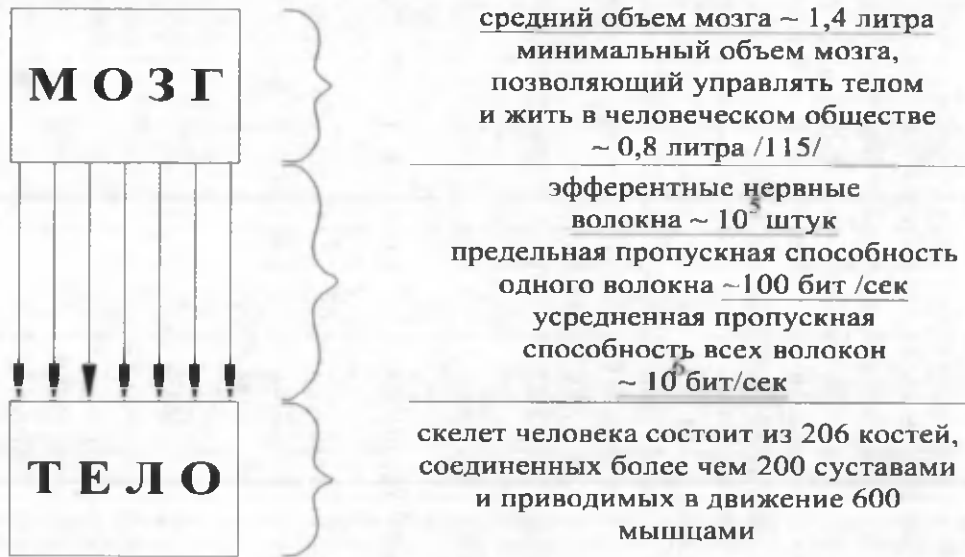 МОЗГ
средний объем мозга ~ 1,4 литра
минимальный объем мозга,
позволяющий управлять телом
и жить в человеческом обществе
~ 0,8 литра /115/
эфферентные нервные
волокна ~ 10⁵ штук
предельная пропускная способность
одного волокна ~100 бит /сек
усредненная пропускная
способность всех волокон
~ 10⁶ бит/сек
ТЕЛО
скелет человека состоит из 206 костей,
соединенных более чем 200 суставами
и приводимых в движение 600
мышцами